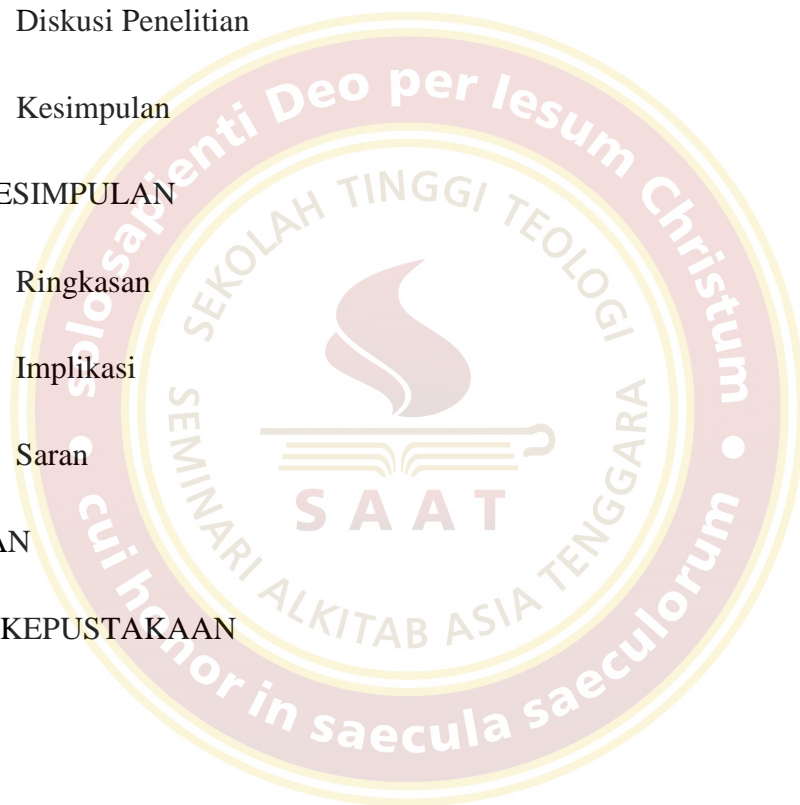 Diskusi Penelitian
Kesimpulan
ESIMPULAN
Ringkasan
Implikasi
Saran
AN
KEPUSTAKAAN
solo sapienti Deo per Iesum Christum
cui honor in saecula saeculorum
SEKOLAH TINGGI TEOLOGI
SEMINARI ALKITAB ASIA TENGGARA
SAAT